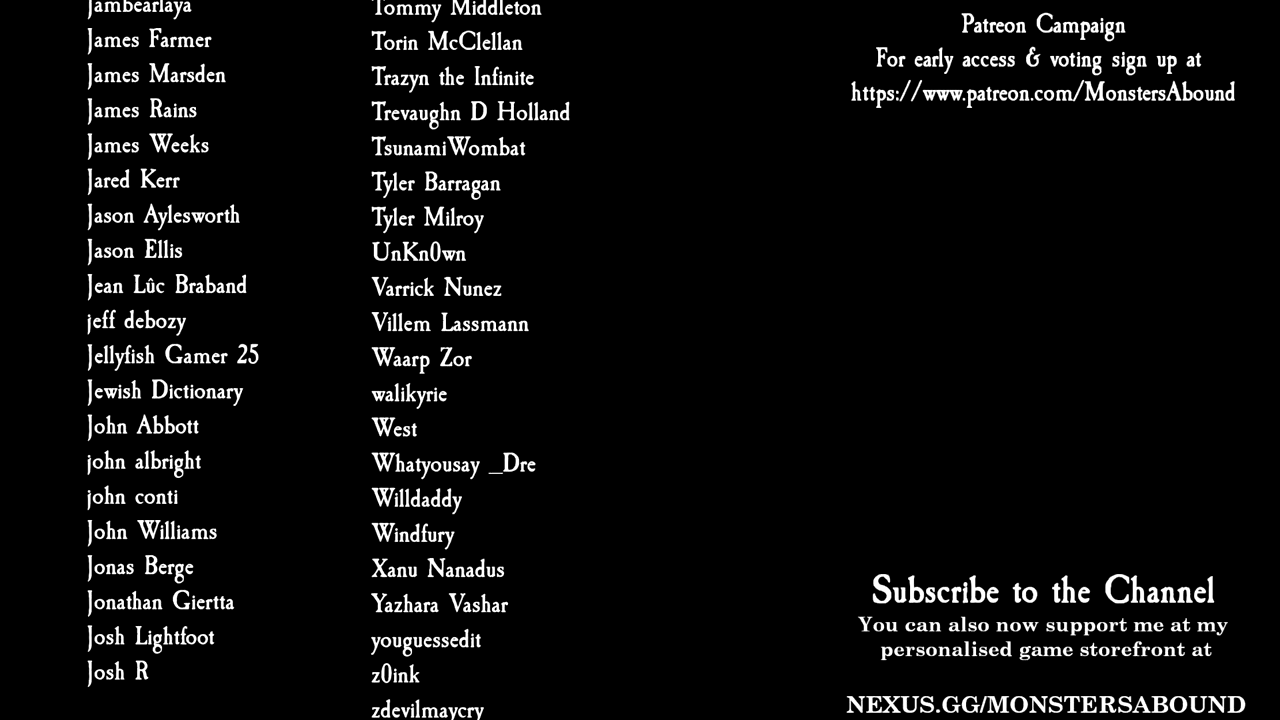 Jambearlaya
James Farmer
James Marsden
James Rains
James Weeks
Jared Kerr
Jason Aylesworth
Jason Ellis
Jean Lûc Braband
jeff debozy
Jellyfish Gamer 25
Jewish Dictionary
John Abbott
john albright
john conti
John Williams
Jonas Berge
Jonathan Giertta
Josh Lightfoot
Josh R
Tommy Middleton
Torin McClellan
Trazyn the Infinite
Trevaughn D Holland
TsunamiWombat
Tyler Barragan
Tyler Milroy
UnKn0wn
Varrick Nunez
Villem Lassmann
Waarp Zor
walikyrie
West
Whatyousay _Dre
Willdaddy
Windfury
Xanu Nanadus
Yazhara Vashar
youguessedit
z0ink
zdevilmaycry
Patreon Campaign
For early access & voting sign up at
https://www.patreon.com/MonstersAbound
Subscribe to the Channel
You can also now support me at my
personalised game storefront at
NEXUS.GG/MONSTERSABOUND